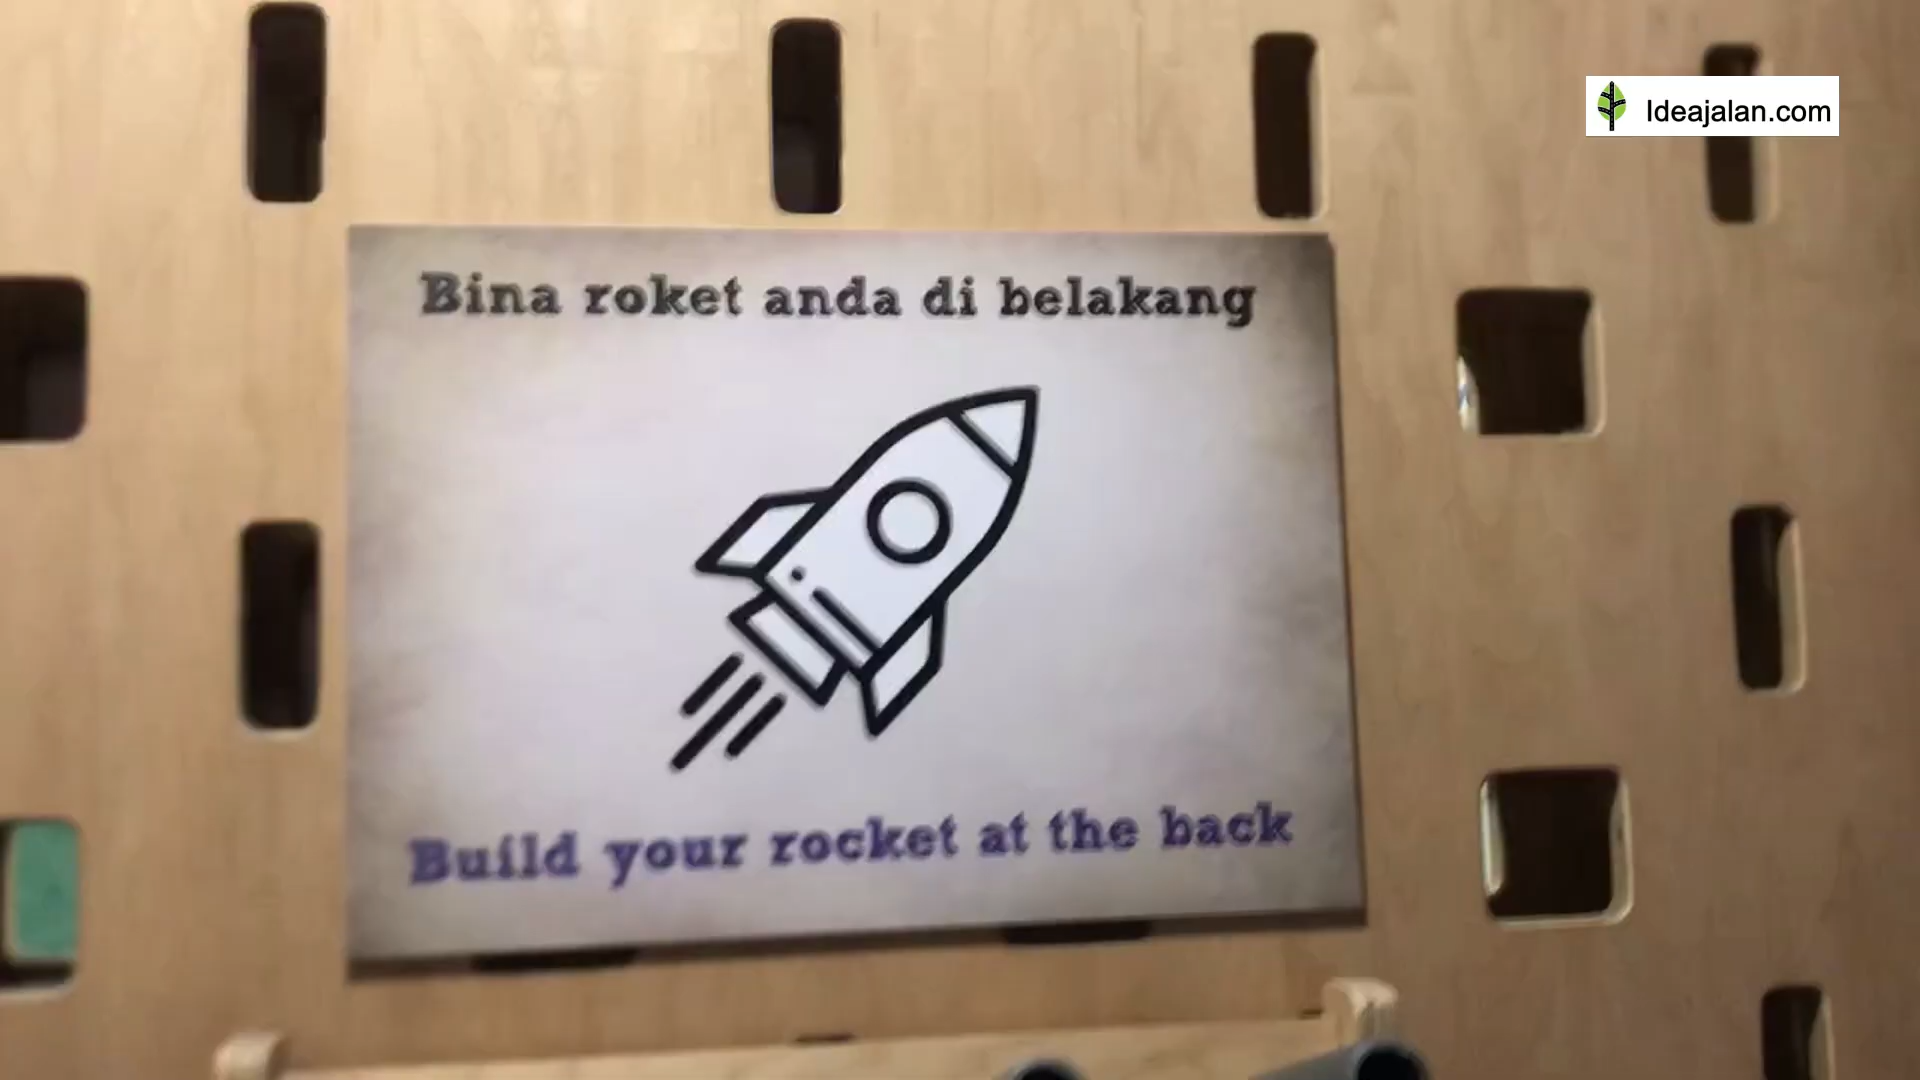 Ideajalan.com
Bina roket anda di belakang
Build your rocket at the back